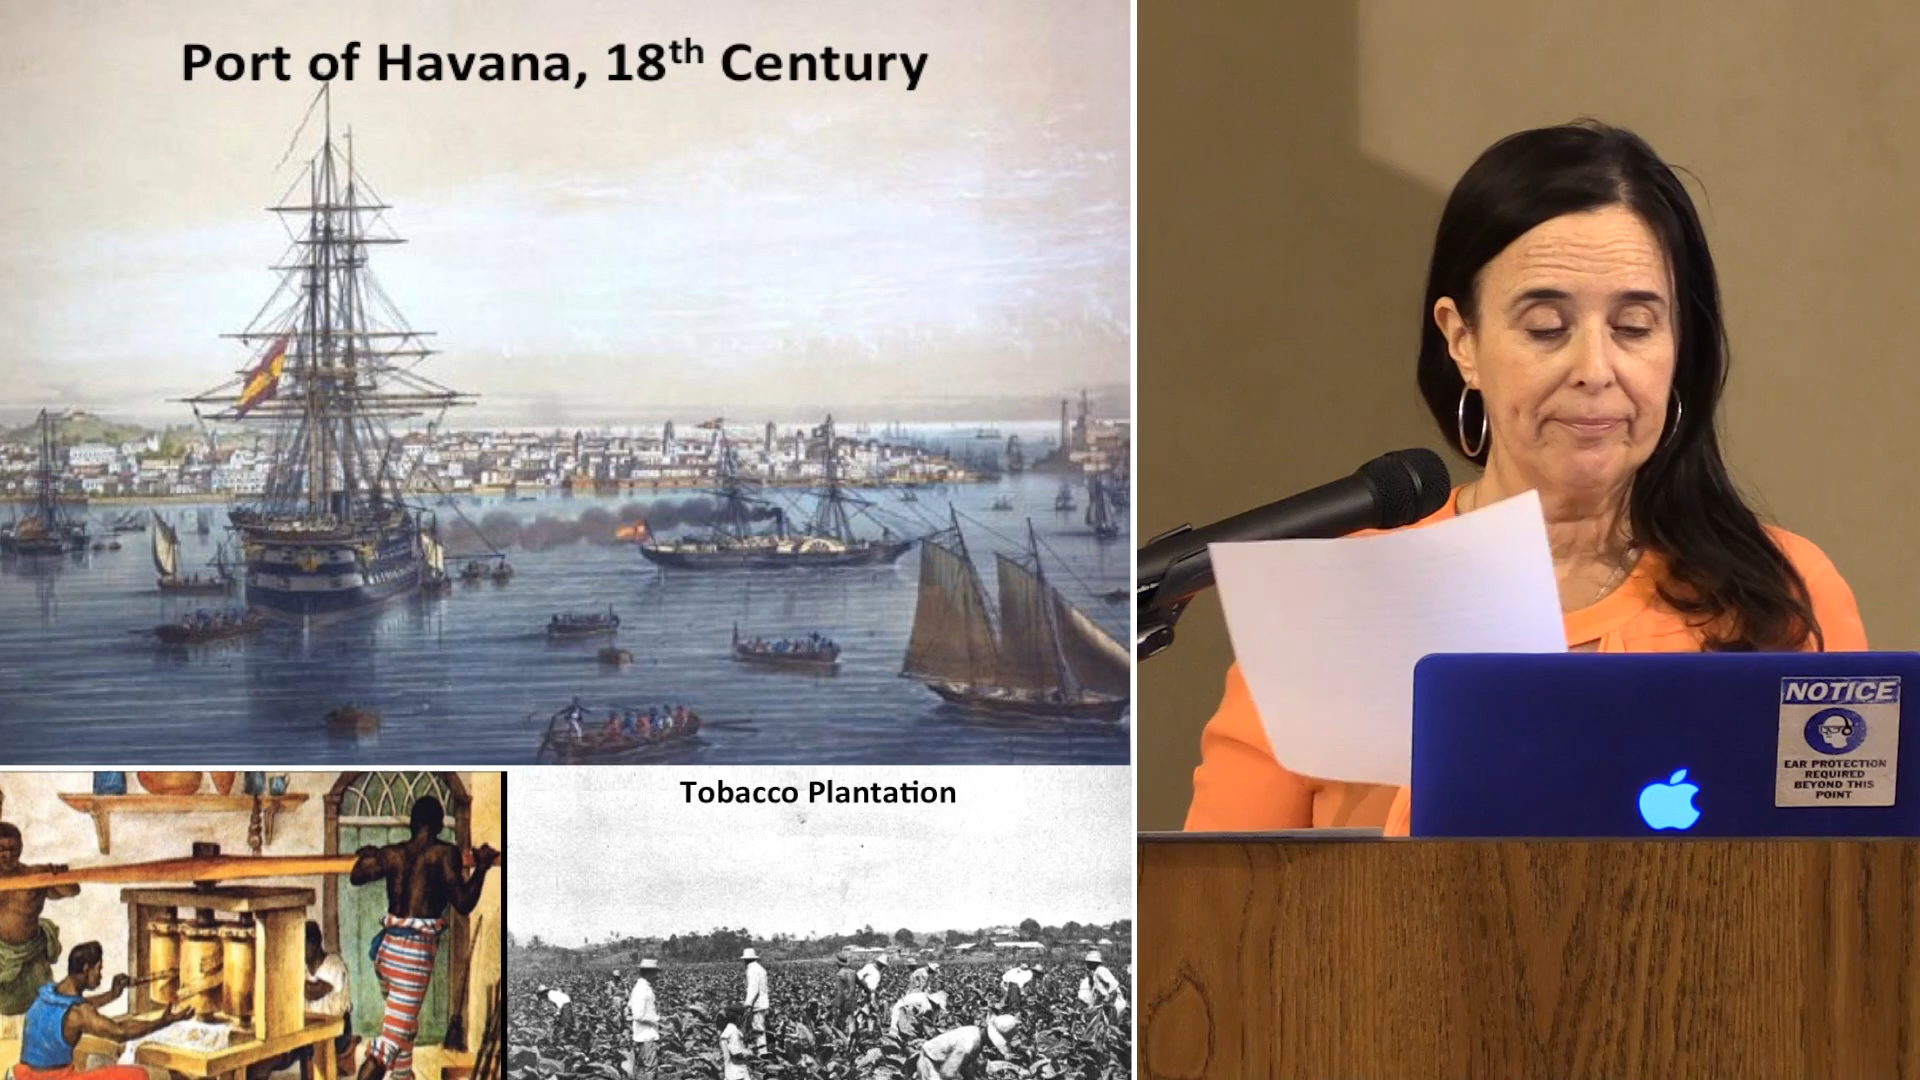 Port of Havana, 18th Century
Tobacco Plantation
NOTICE
EAR PROTECTION
REQUIRED
BEYOND THIS
POINT